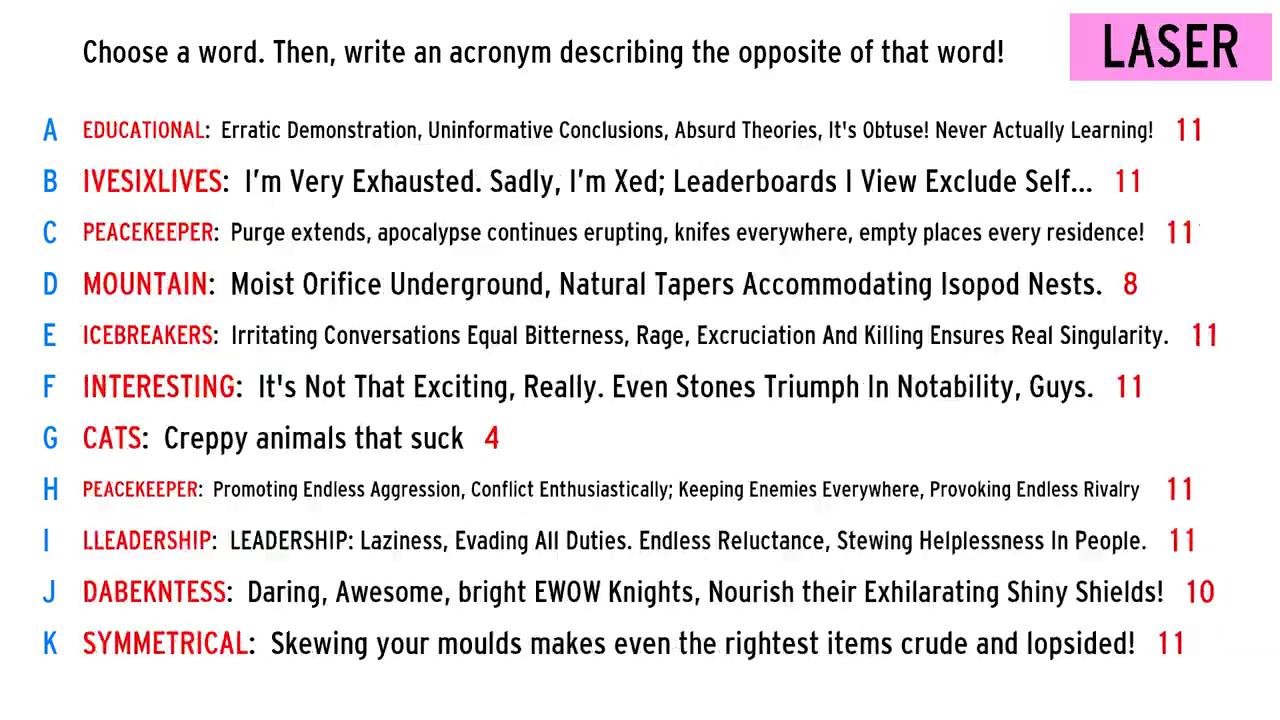 Choose a word. Then, write an acronym describing the opposite of that word!
LASER
A EDUCATIONAL: Erratic Demonstration, Uninformative Conclusions, Absurd Theories, It's Obtuse! Never Actually Learning! 11
B IVESIXLIVES: I'm Very Exhausted. Sadly, I'm Xed; Leaderboards I View Exclude Self... 11
C PEACEKEEPER: Purge extends, apocalypse continues erupting, knifes everywhere, empty places every residence! 11
D MOUNTAIN: Moist Orifice Underground, Natural Tapers Accommodating Isopod Nests. 8
E ICEBREAKERS: Irritating Conversations Equal Bitterness, Rage, Excruciation And Killing Ensures Real Singularity. 11
F INTERESTING: It's Not That Exciting, Really. Even Stones Triumph In Notability, Guys. 11
G CATS: Creppy animals that suck 4
H PEACEKEEPER: Promoting Endless Aggression, Conflict Enthusiastically; Keeping Enemies Everywhere, Provoking Endless Rivalry 11
I LLEADERSHIP: LEADERSHIP: Laziness, Evading All Duties. Endless Reluctance, Stewing Helplessness In People. 11
J DABEKNTESS: Daring, Awesome, bright EWOW Knights, Nourish their Exhilarating Shiny Shields! 10
K SYMMETRICAL: Skewing your moulds makes even the rightest items crude and lopsided! 11